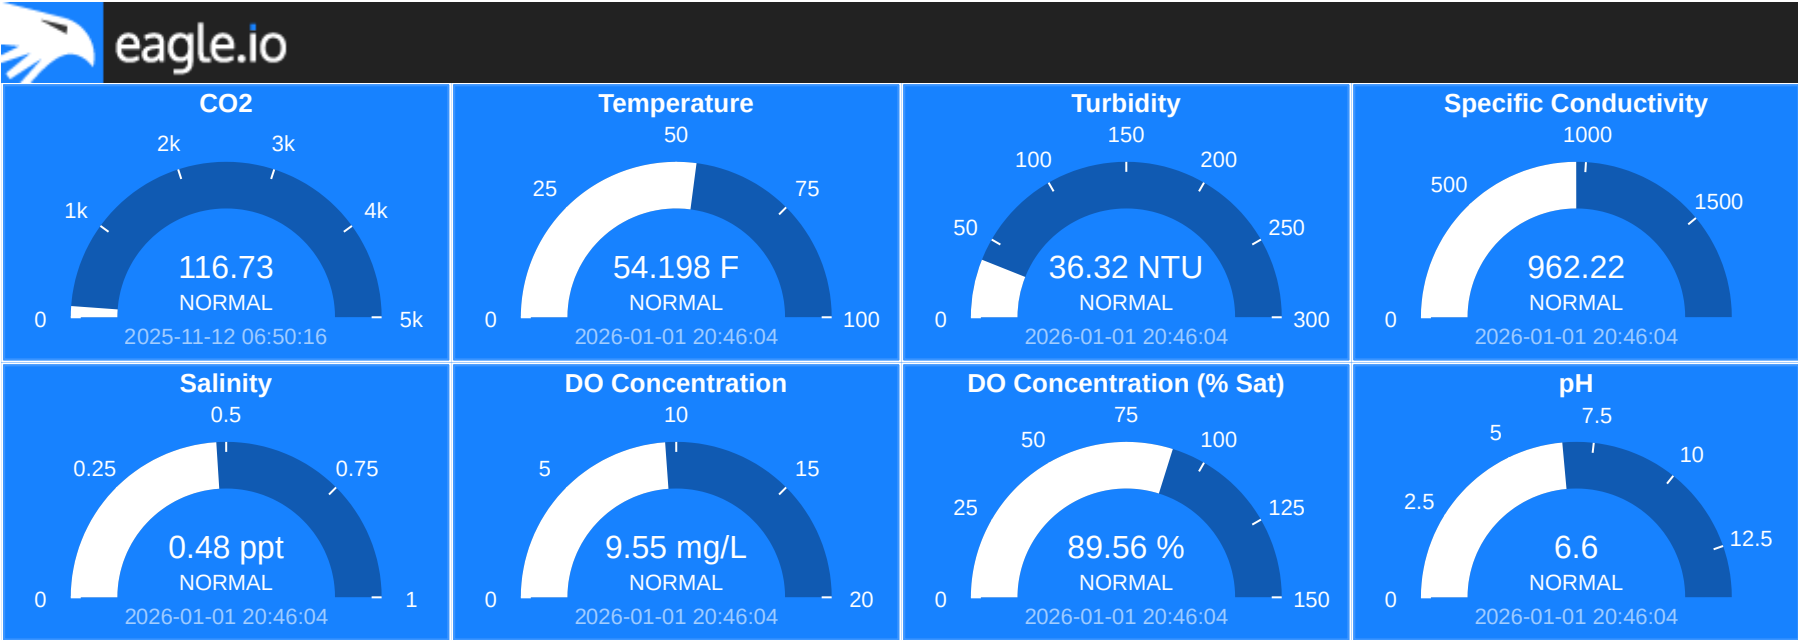 eagle.io
CO2
0
1k
2k
3k
4k
5k
116.73
NORMAL
2025-11-12 06:50:16
Temperature
0
25
50
75
100
54.198 F
NORMAL
2026-01-01 20:46:04
Turbidity
0
50
100
150
200
250
300
36.32 NTU
NORMAL
2026-01-01 20:46:04
Specific Conductivity
0
500
1000
1500
962.22
NORMAL
2026-01-01 20:46:04
Salinity
0
0.25
0.5
0.75
1
0.48 ppt
NORMAL
2026-01-01 20:46:04
DO Concentration
0
5
10
15
20
9.55 mg/L
NORMAL
2026-01-01 20:46:04
DO Concentration (% Sat)
0
25
50
75
100
125
150
89.56 %
NORMAL
2026-01-01 20:46:04
pH
0
2.5
5
7.5
10
12.5
6.6
NORMAL
2026-01-01 20:46:04